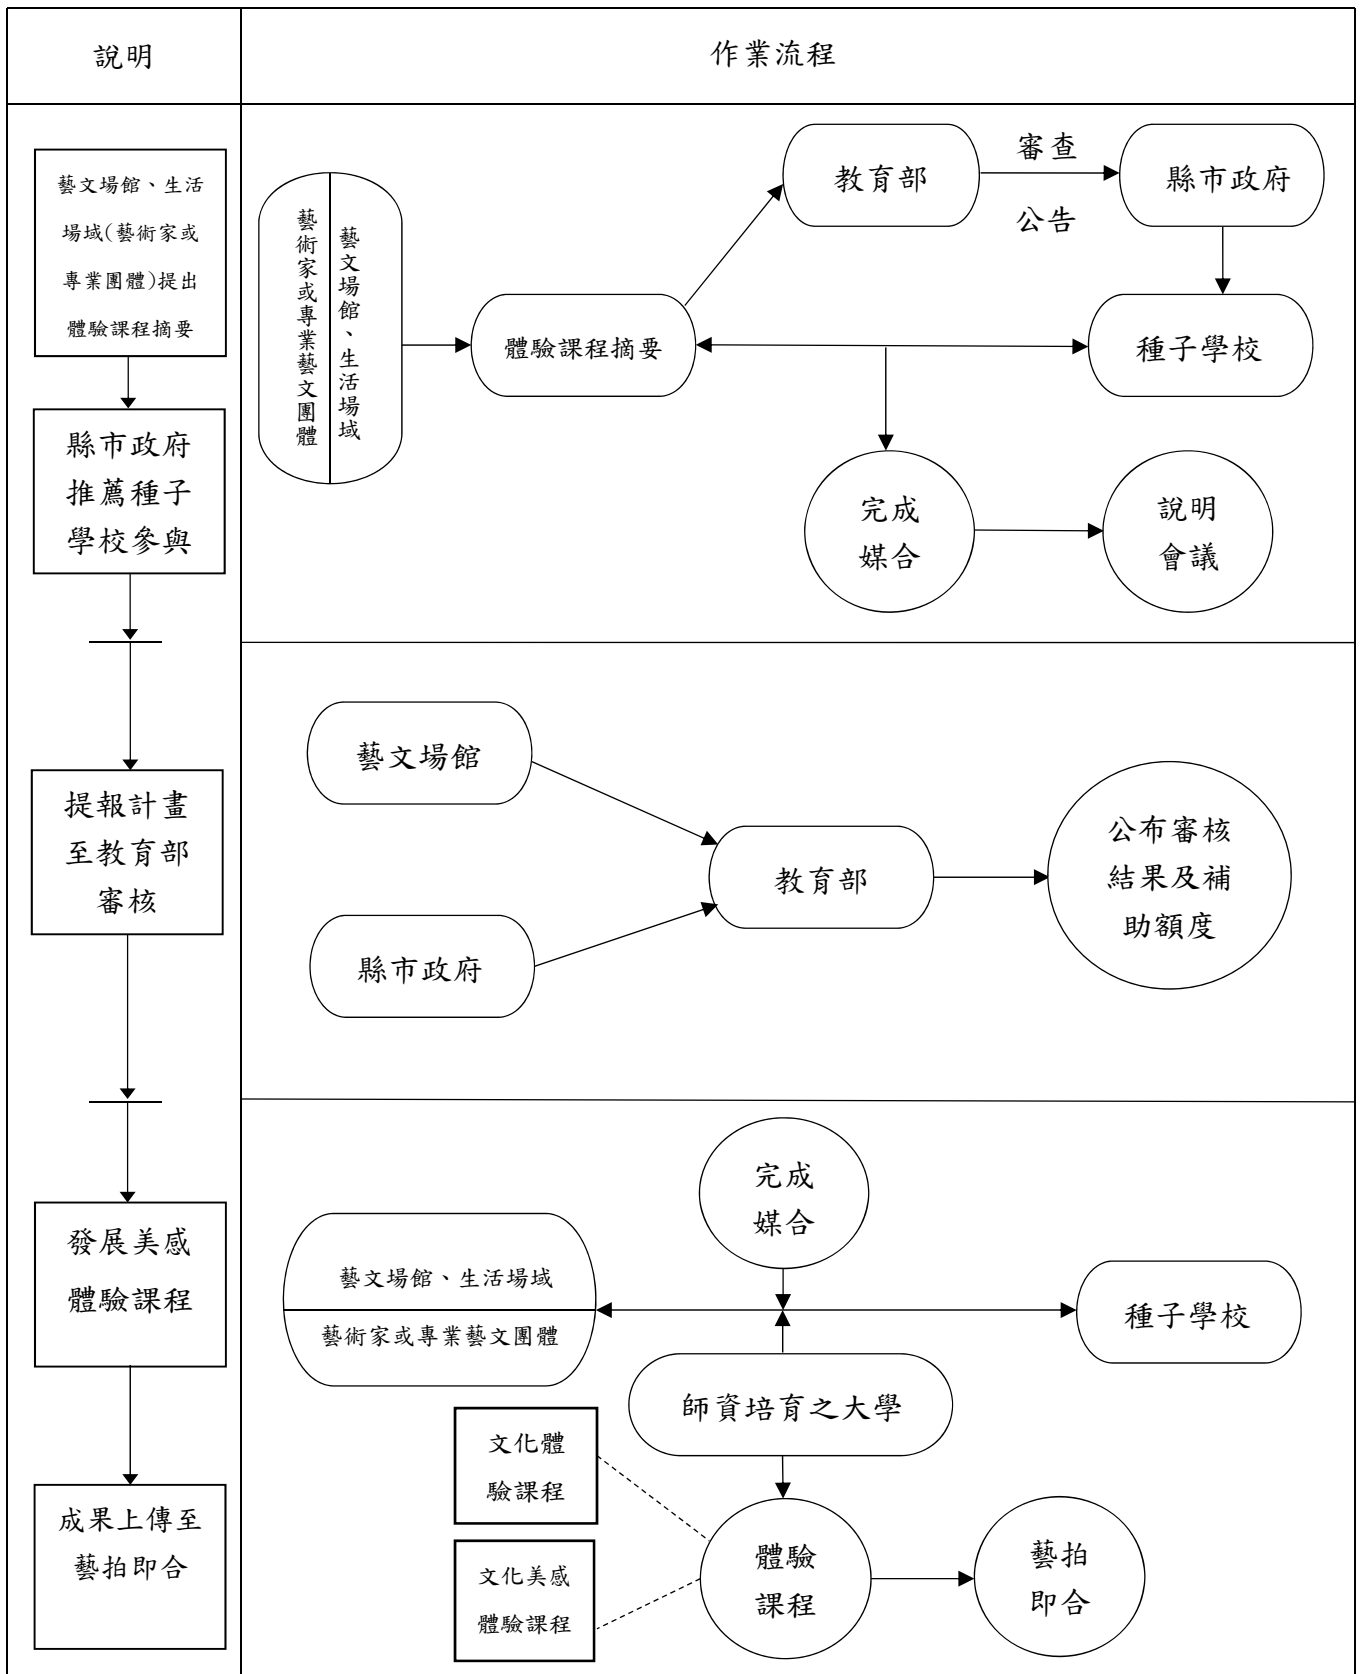 說明
作業流程
藝文場館、生活
場域(藝術家或
專業團體)提出
體驗課程摘要
縣市政府
推薦種子
學校參與
藝術家或專業藝文團體
藝文場館、生活場域
體驗課程摘要
教育部
審查
公告
縣市政府
種子學校
完成
媒合
說明
會議
提報計畫
至教育部
審核
藝文場館
縣市政府
教育部
公布審核
結果及補
助額度
發展美感
體驗課程
成果上傳至
藝拍即合
完成
媒合
藝文場館、生活場域
藝術家或專業藝文團體
種子學校
師資培育之大學
文化體
驗課程
文化美感
體驗課程
體驗
課程
藝拍
即合